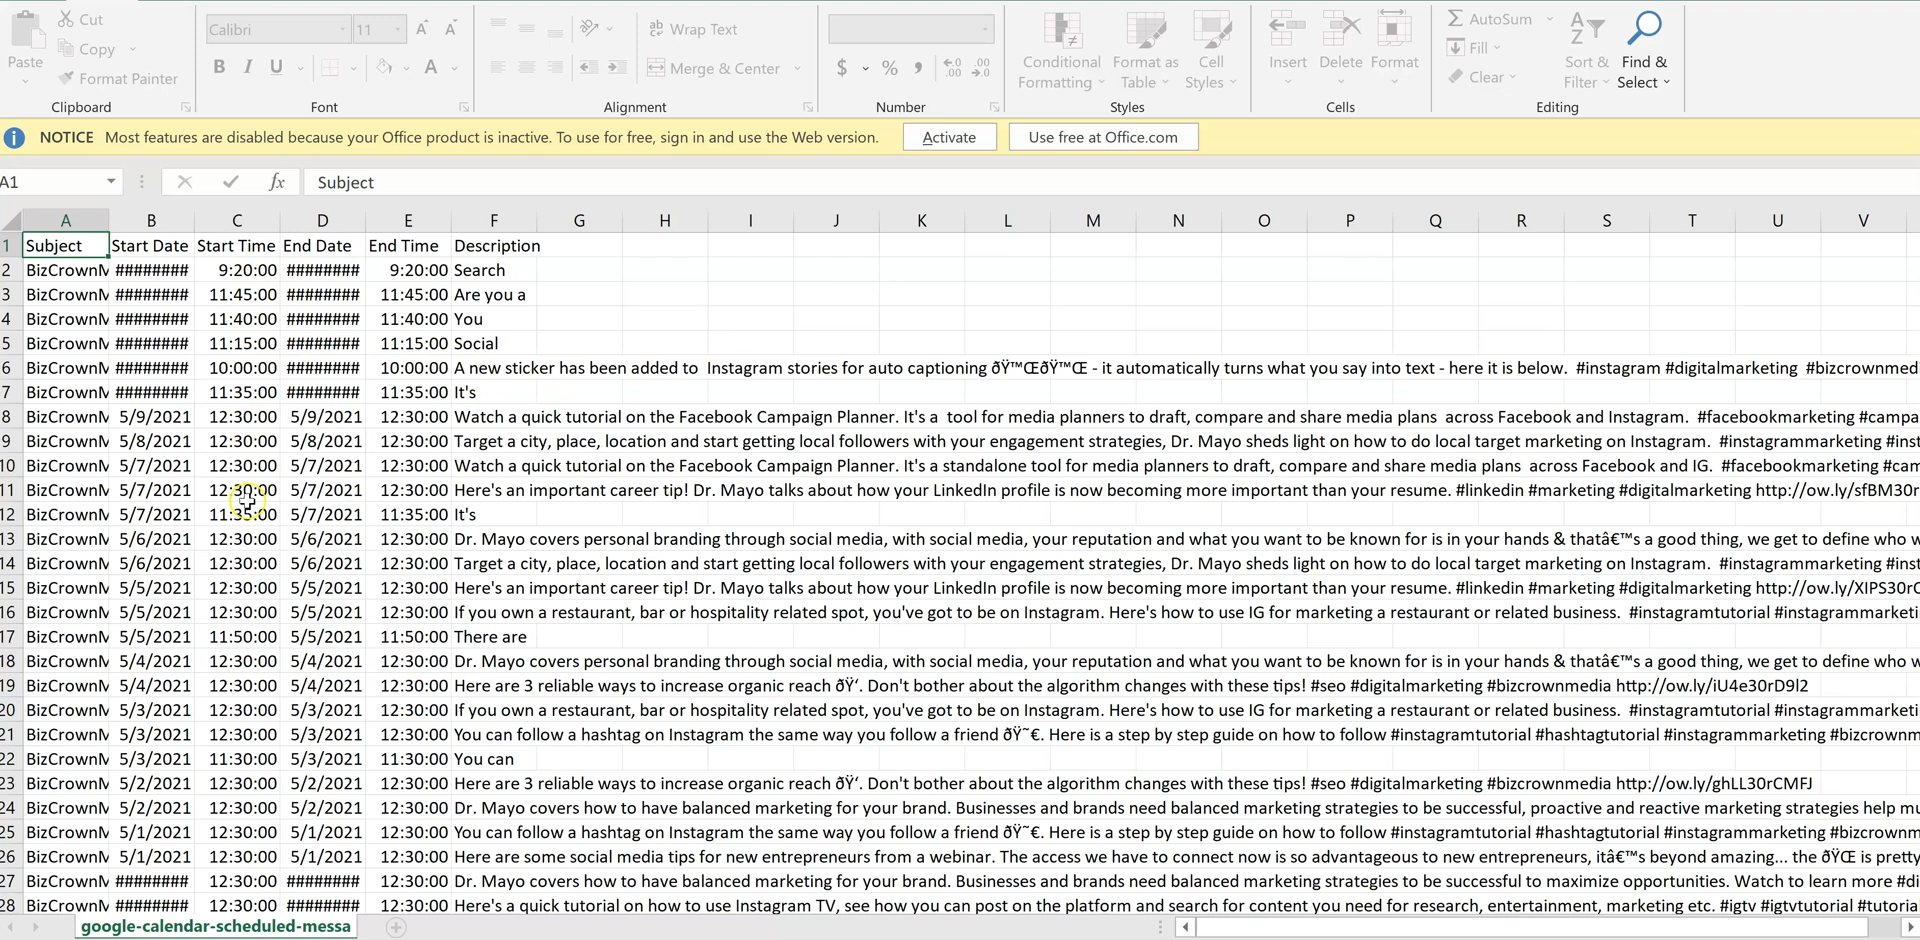 Cut
Copy
Paste
Format Painter
Clipboard
Calibri 11 A A
B I U A
Font
ab Wrap Text
Merge & Center
Alignment
$ % , .00 .00
Number
Conditional Formatting
Format as Table
Cell Styles
Styles
Insert Delete Format
Cells
AutoSum
Fill
Clear
Sort & Filter
Find & Select
Editing
NOTICE Most features are disabled because your Office product is inactive. To use for free, sign in and use the Web version. Activate Use free at Office.com
A1 fx Subject
A B C D E F G H I J K L M N O P Q R S T U V
1 Subject Start Date Start Time End Date End Time Description
2 BizCrownM ######## 9:20:00 ######## 9:20:00 Search
3 BizCrownM ######## 11:45:00 ######## 11:45:00 Are you a
4 BizCrownM ######## 11:40:00 ######## 11:40:00 You
5 BizCrownM ######## 11:15:00 ######## 11:15:00 Social
6 BizCrownM ######## 10:00:00 ######## 10:00:00 A new sticker has been added to Instagram stories for auto captioning ðŸ™ŒðŸ™Œ - it automatically turns what you say into text - here it is below. #instagram #digitalmarketing #bizcrownmed
7 BizCrownM ######## 11:35:00 ######## 11:35:00 It's
8 BizCrownM 5/9/2021 12:30:00 5/9/2021 12:30:00 Watch a quick tutorial on the Facebook Campaign Planner. It's a tool for media planners to draft, compare and share media plans across Facebook and Instagram. #facebookmarketing #campa
9 BizCrownM 5/8/2021 12:30:00 5/8/2021 12:30:00 Target a city, place, location and start getting local followers with your engagement strategies, Dr. Mayo sheds light on how to do local target marketing on Instagram. #instagrammarketing #inst
10 BizCrownM 5/7/2021 12:30:00 5/7/2021 12:30:00 Watch a quick tutorial on the Facebook Campaign Planner. It's a standalone tool for media planners to draft, compare and share media plans across Facebook and IG. #facebookmarketing #cam
11 BizCrownM 5/7/2021 12:30:00 5/7/2021 12:30:00 Here's an important career tip! Dr. Mayo talks about how your LinkedIn profile is now becoming more important than your resume. #linkedin #marketing #digitalmarketing http://ow.ly/sfBM30r
12 BizCrownM 5/7/2021 11:35:00 5/7/2021 11:35:00 It's
13 BizCrownM 5/6/2021 12:30:00 5/6/2021 12:30:00 Dr. Mayo covers personal branding through social media, with social media, your reputation and what you want to be known for is in your hands & thatâ€™s a good thing, we get to define who w
14 BizCrownM 5/6/2021 12:30:00 5/6/2021 12:30:00 Target a city, place, location and start getting local followers with your engagement strategies, Dr. Mayo sheds light on how to do local target marketing on Instagram. #instagrammarketing #inst
15 BizCrownM 5/5/2021 12:30:00 5/5/2021 12:30:00 Here's an important career tip! Dr. Mayo talks about how your LinkedIn profile is now becoming more important than your resume. #linkedin #marketing #digitalmarketing http://ow.ly/XIPS30rC
16 BizCrownM 5/5/2021 12:30:00 5/5/2021 12:30:00 If you own a restaurant, bar or hospitality related spot, you've got to be on Instagram. Here's how to use IG for marketing a restaurant or related business. #instagramtutorial #instagrammarketi
17 BizCrownM 5/5/2021 11:50:00 5/5/2021 11:50:00 There are
18 BizCrownM 5/4/2021 12:30:00 5/4/2021 12:30:00 Dr. Mayo covers personal branding through social media, with social media, your reputation and what you want to be known for is in your hands & thatâ€™s a good thing, we get to define who w
19 BizCrownM 5/4/2021 12:30:00 5/4/2021 12:30:00 Here are 3 reliable ways to increase organic reach ðŸ‘. Don't bother about the algorithm changes with these tips! #seo #digitalmarketing #bizcrownmedia http://ow.ly/iU4e30rD9l2
20 BizCrownM 5/3/2021 12:30:00 5/3/2021 12:30:00 If you own a restaurant, bar or hospitality related spot, you've got to be on Instagram. Here's how to use IG for marketing a restaurant or related business. #instagramtutorial #instagrammarketi
21 BizCrownM 5/3/2021 12:30:00 5/3/2021 12:30:00 You can follow a hashtag on Instagram the same way you follow a friend ðŸ˜€. Here is a step by step guide on how to follow #instagramtutorial #hashtagtutorial #instagrammarketing #bizcrownm
22 BizCrownM 5/3/2021 11:30:00 5/3/2021 11:30:00 You can
23 BizCrownM 5/2/2021 12:30:00 5/2/2021 12:30:00 Here are 3 reliable ways to increase organic reach ðŸ‘. Don't bother about the algorithm changes with these tips! #seo #digitalmarketing #bizcrownmedia http://ow.ly/ghLL30rCMFJ
24 BizCrownM 5/2/2021 12:30:00 5/2/2021 12:30:00 Dr. Mayo covers how to have balanced marketing for your brand. Businesses and brands need balanced marketing strategies to be successful, proactive and reactive marketing strategies help mu
25 BizCrownM 5/1/2021 12:30:00 5/1/2021 12:30:00 You can follow a hashtag on Instagram the same way you follow a friend ðŸ˜€. Here is a step by step guide on how to follow #instagramtutorial #hashtagtutorial #instagrammarketing #bizcrownm
26 BizCrownM 5/1/2021 12:30:00 5/1/2021 12:30:00 Here are some social media tips for new entrepreneurs from a webinar. The access we have to connect now is so advantageous to new entrepreneurs, itâ€™s beyond amazing... the ðŸŒ is pretty
27 BizCrownM ######## 12:30:00 ######## 12:30:00 Dr. Mayo covers how to have balanced marketing for your brand. Businesses and brands need balanced marketing strategies to be successful to maximize opportunities. Watch to learn more #di
28 BizCrownM ######## 12:30:00 ######## 12:30:00 Here's a quick tutorial on how to use Instagram TV, see how you can post on the platform and search for content you need for research, entertainment, marketing etc. #igtv #igtvtutorial #tutoria
google-calendar-scheduled-messa